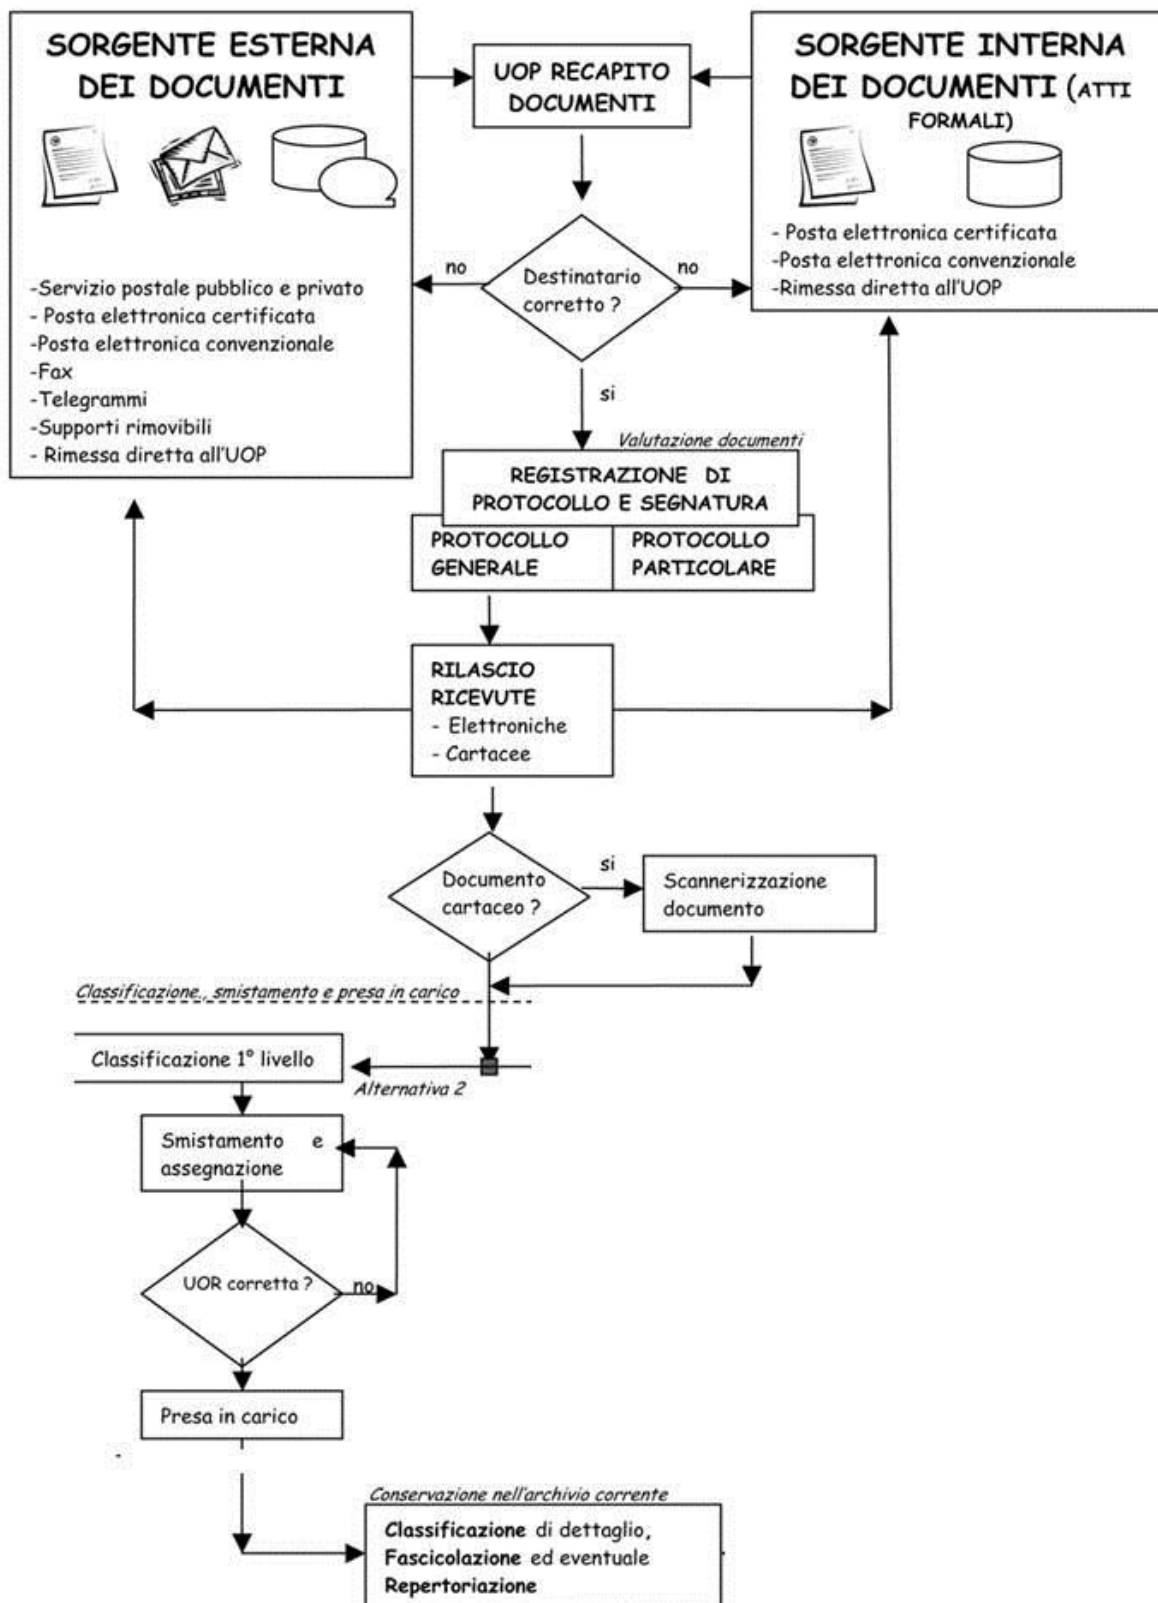 SORGENTE ESTERNA
DEI DOCUMENTI
-Servizio postale pubblico e privato
- Posta elettronica certificata
-Posta elettronica convenzionale
-Fax
-Telegrammi
-Supporti rimovibili
- Rimessa diretta all'UOP
UOP RECAPITO
DOCUMENTI
SORGENTE INTERNA
DEI DOCUMENTI (ATTI
FORMALI)
- Posta elettronica certificata
-Posta elettronica convenzionale
-Rimessa diretta all'UOP
no
Destinatario
corretto ?
no
si
Valutazione documenti
REGISTRAZIONE DI
PROTOCOLLO E SEGNATURA
PROTOCOLLO
GENERALE
PROTOCOLLO
PARTICOLARE
RILASCIO
RICEVUTE
- Elettroniche
- Cartacee
Documento
cartaceo ?
si
Scannerizzazione
documento
Classificazione., smistamento e presa in carico
Classificazione 1° livello
Alternativa 2
Smistamento e
assegnazione
UOR corretta ?
no
Presa in carico
-
Conservazione nell'archivio corrente
Classificazione di dettaglio,
Fascicolazione ed eventuale
Repertoriazione